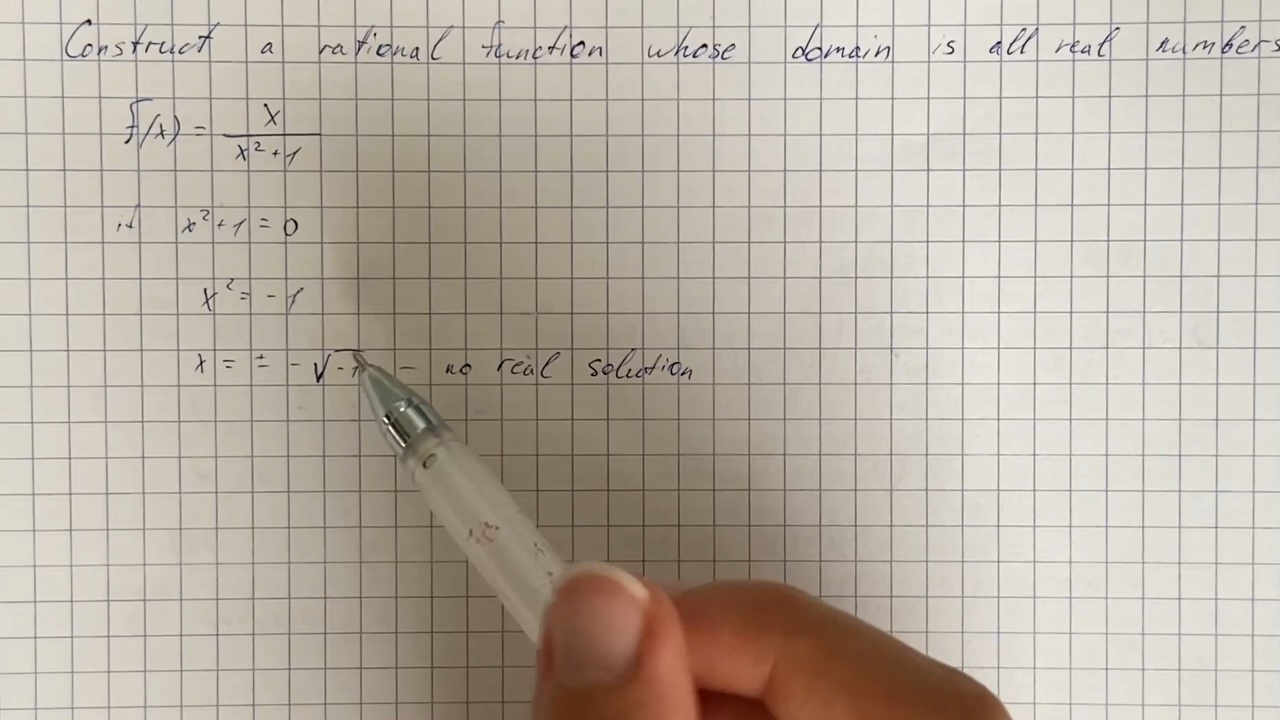 Construct a rational function whose domain is all real numbers
f(x) = x / (x² + 1)
if x² + 1 = 0
x² = - 1
x = ± - √-1 - no real solution